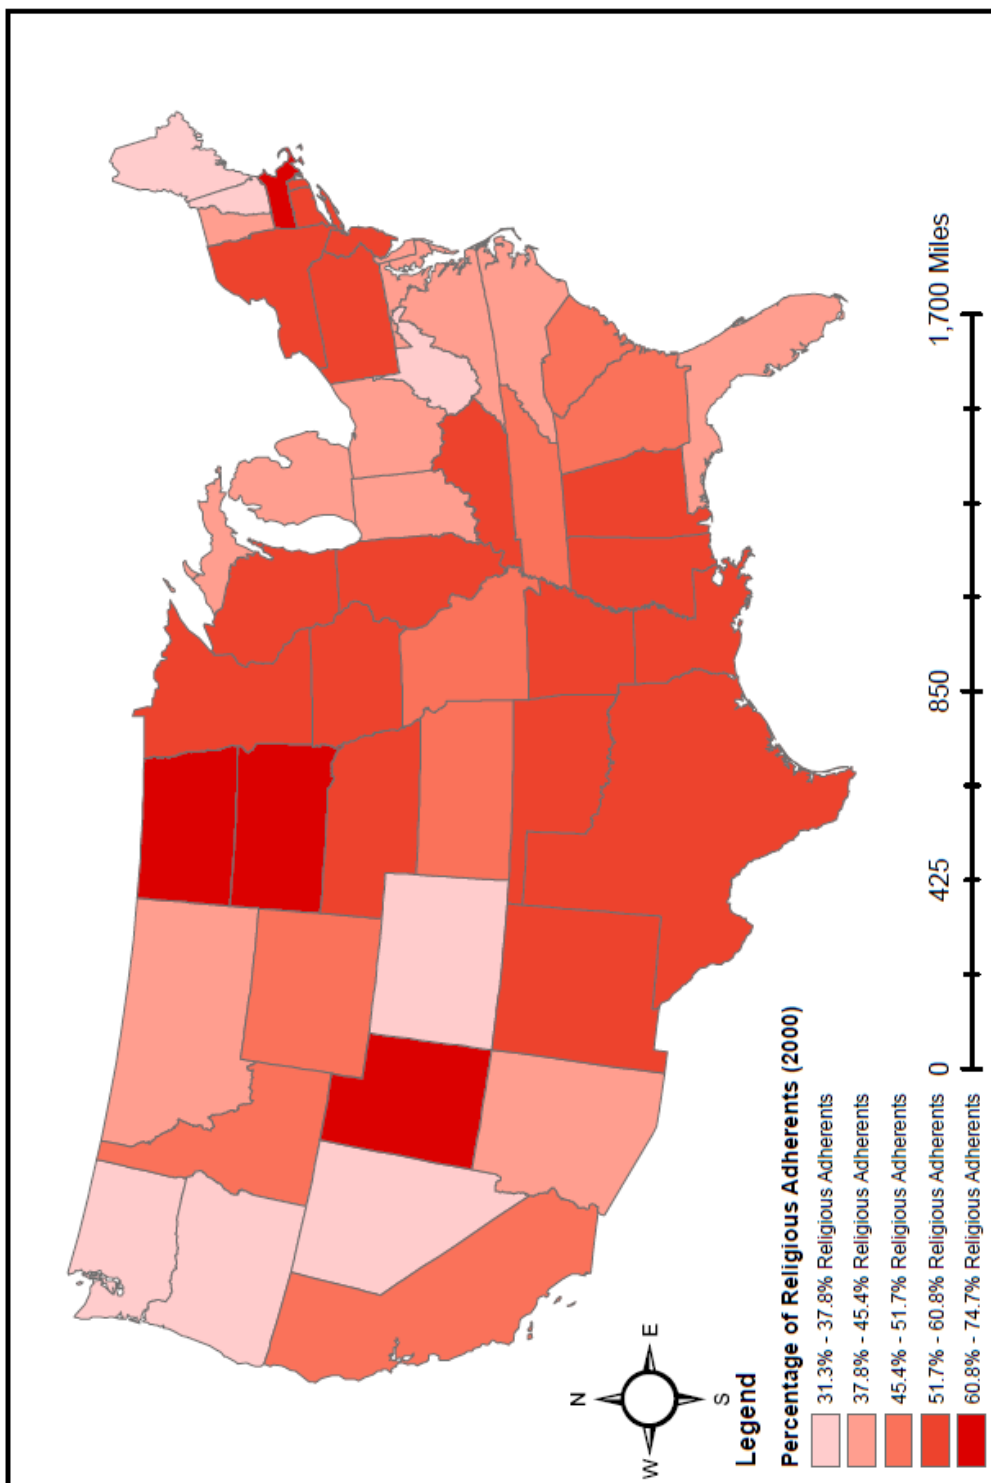 N
W
E
S
Legend
Percentage of Religious Adherents (2000)
31.3% - 37.8% Religious Adherents
37.8% - 45.4% Religious Adherents
45.4% - 51.7% Religious Adherents
51.7% - 60.8% Religious Adherents
60.8% - 74.7% Religious Adherents
0 425 850 1,700 Miles